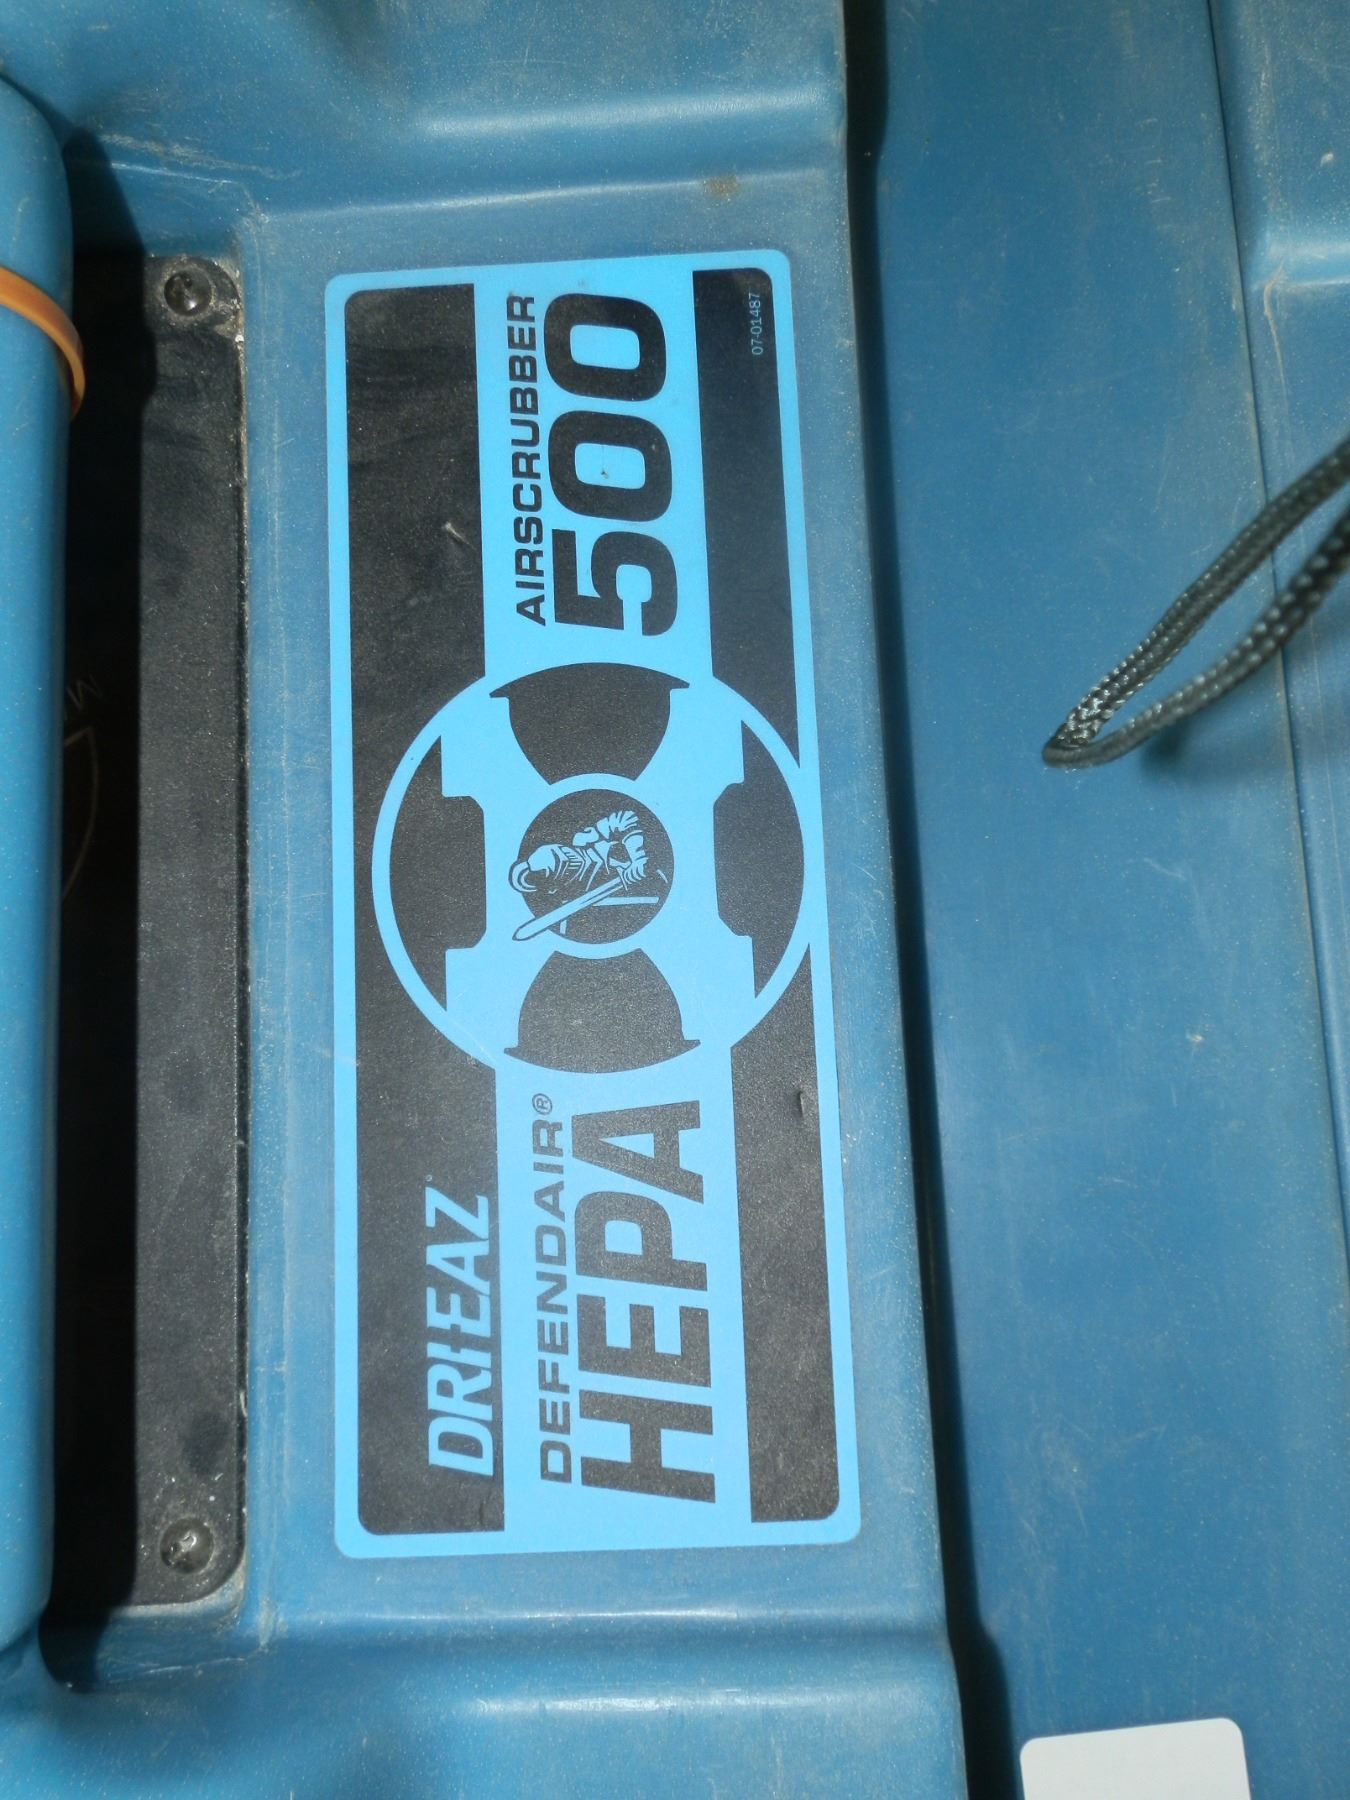 DRI-EAZ
DEFENDAIR®
HEPA
AIRSCRUBBER
500
07-01487